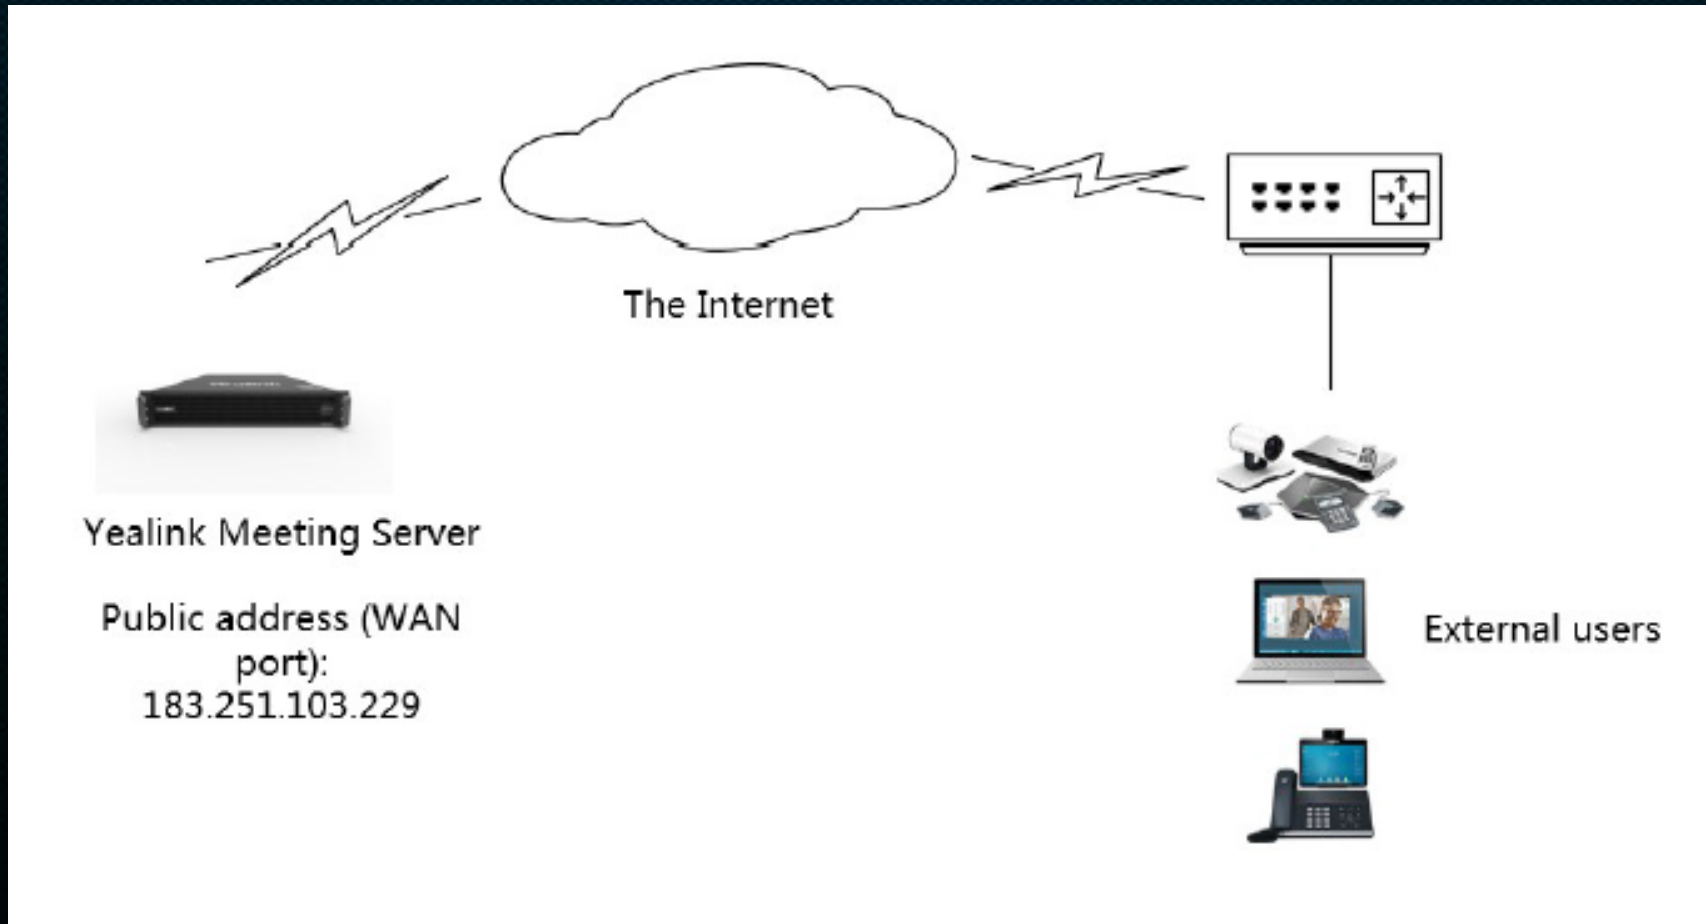 The Internet
Yealink Meeting Server
Public address (WAN
port):
183.251.103.229
External users